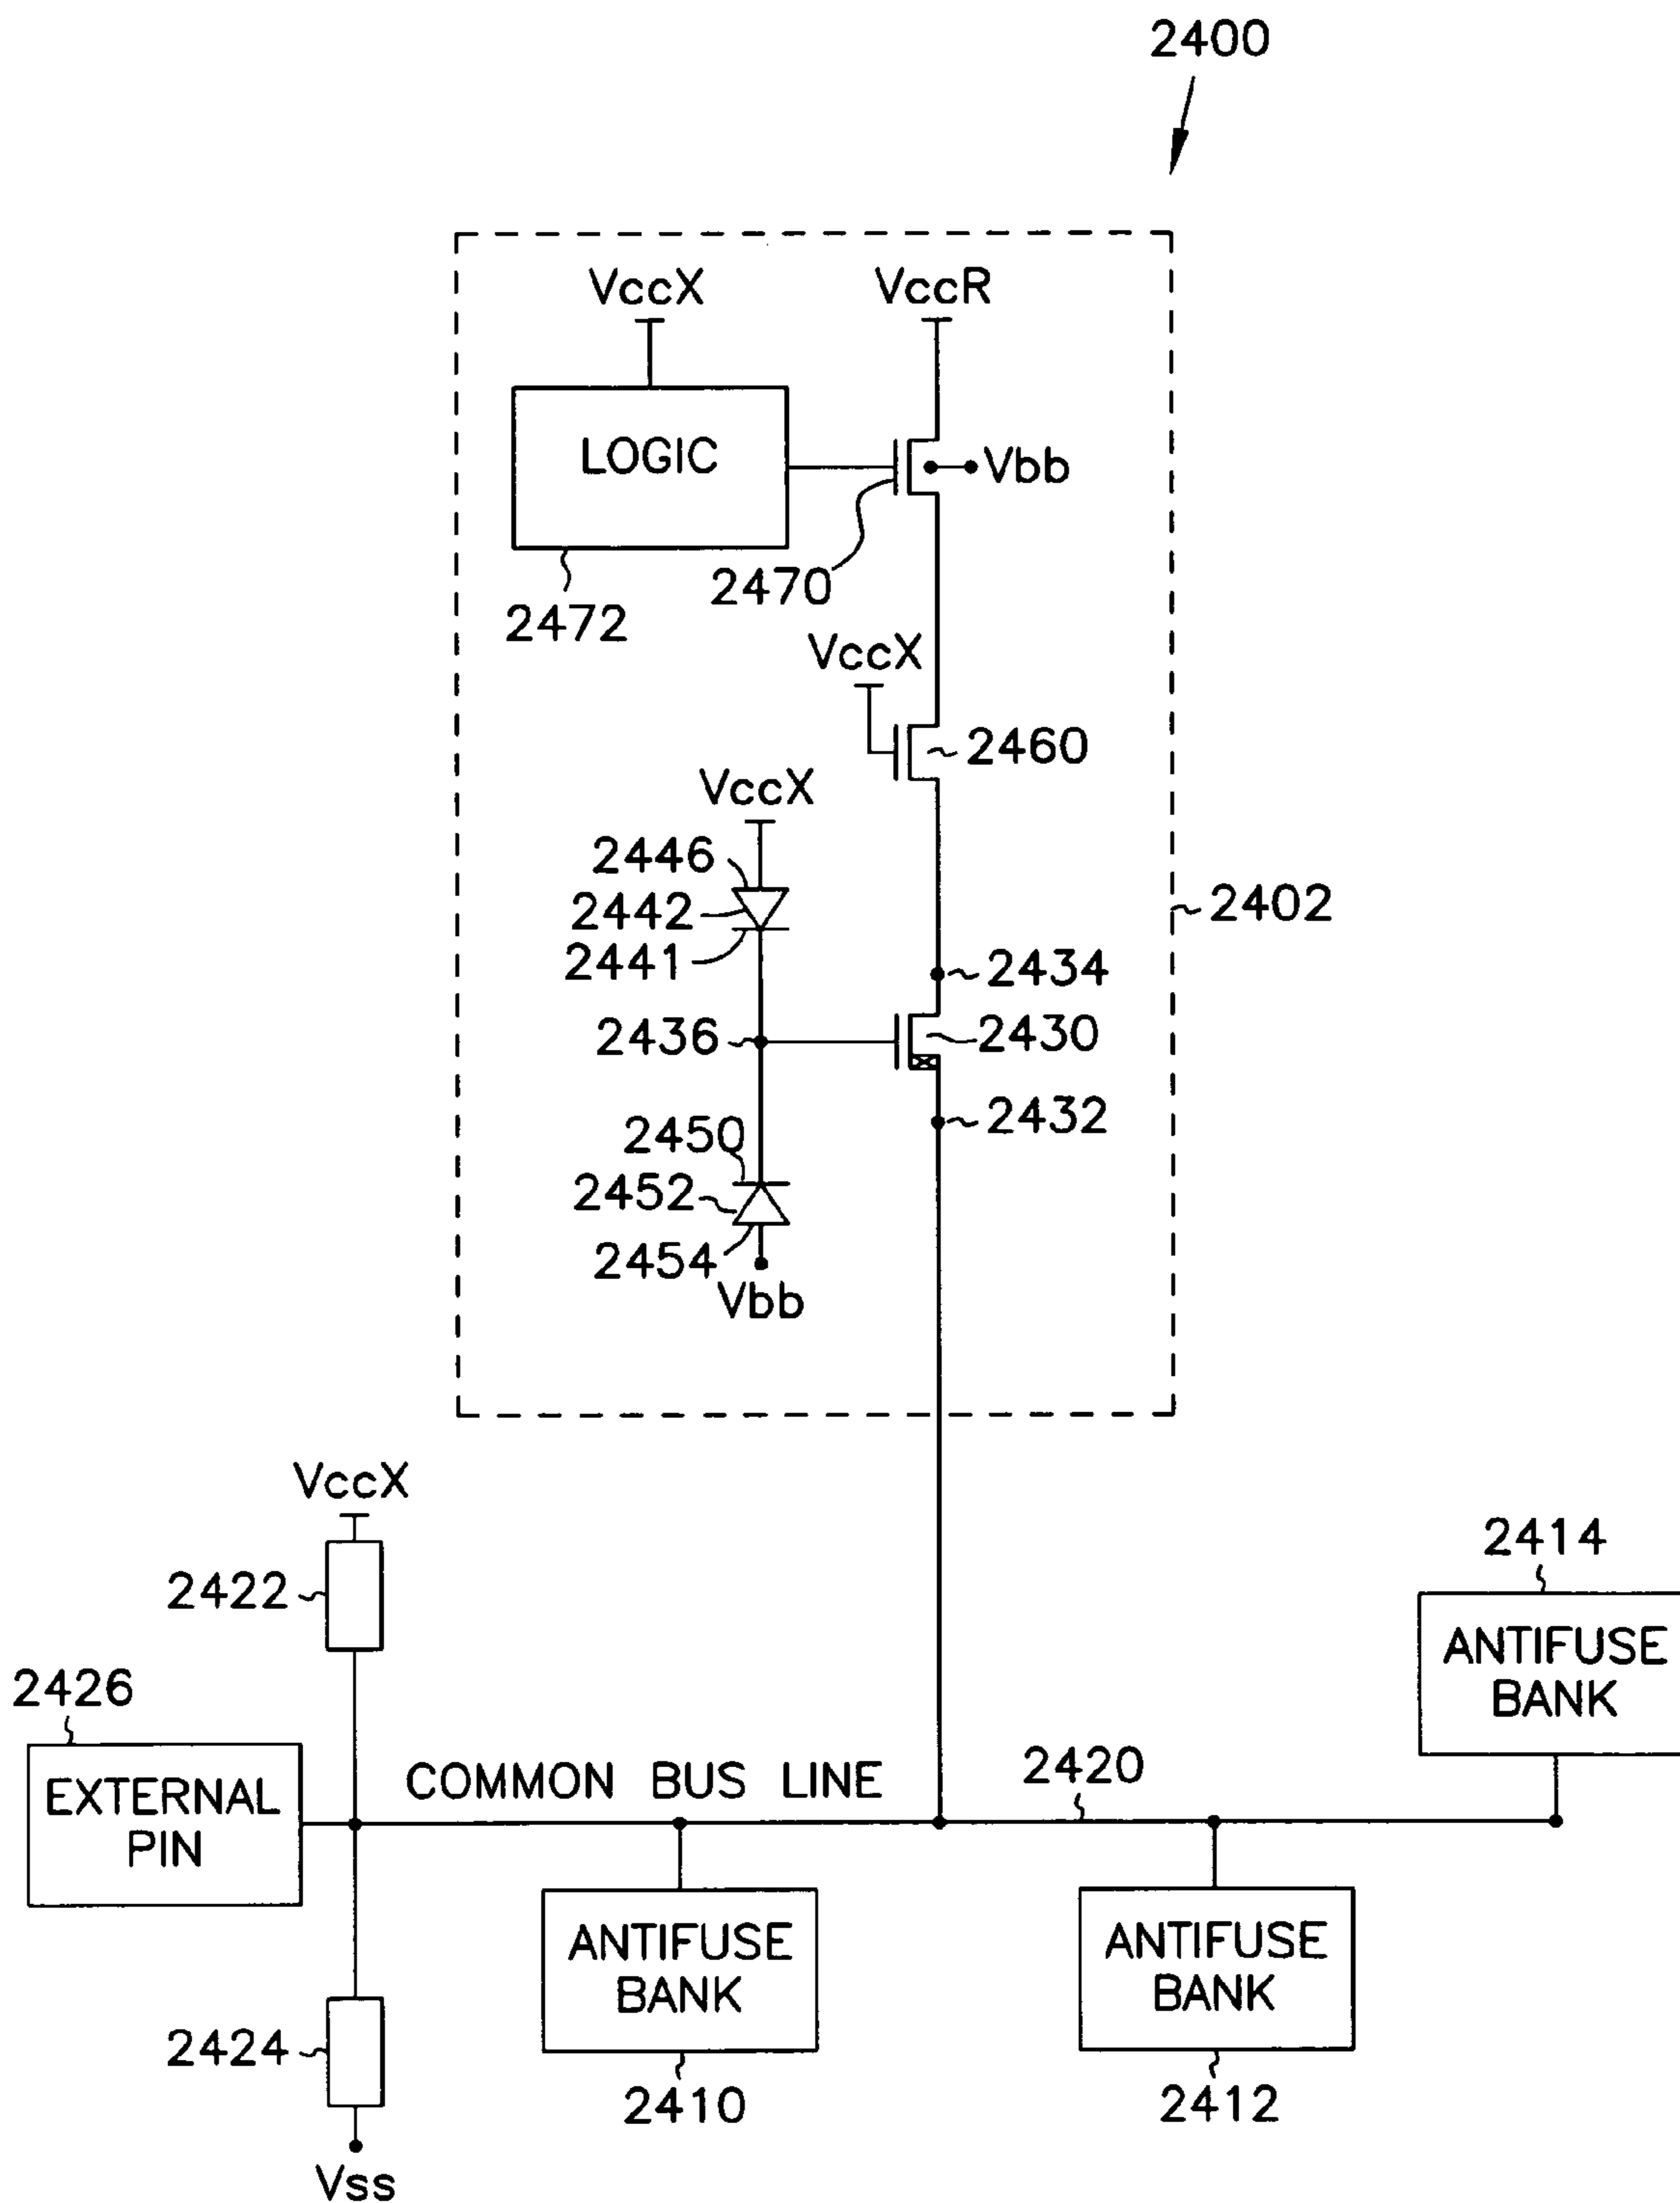 2400
VccX
VccR
LOGIC
Vbb
2470
2472
VccX
2460
VccX
2446
2442
2402
2441
2434
2436
2430
2432
2450
2452
2454
Vbb
VccX
2414
2422
ANTIFUSE
BANK
2426
COMMON BUS LINE
2420
EXTERNAL
PIN
ANTIFUSE
BANK
ANTIFUSE
BANK
2424
2410
2412
Vss